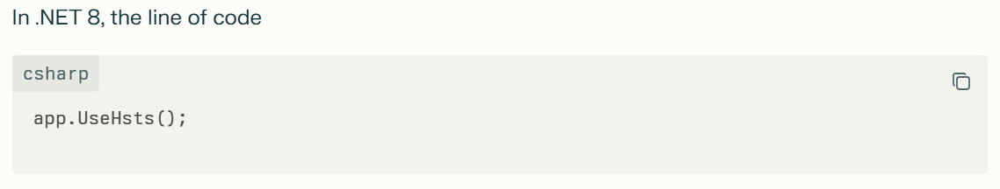 In .NET 8, the line of code
csharp
app.UseHsts();